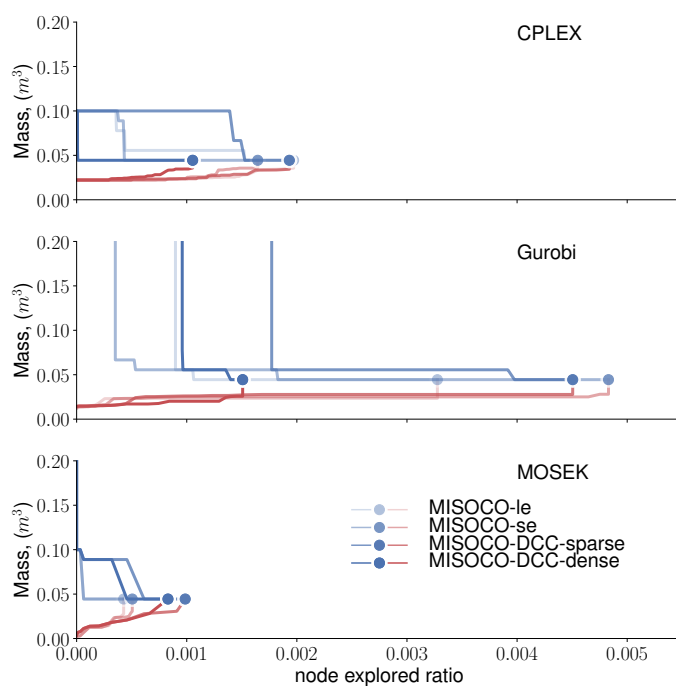 CPLEX
Mass, (m³)
0.20
0.15
0.10
0.05
0.00
Gurobi
Mass, (m³)
0.20
0.15
0.10
0.05
0.00
MOSEK
Mass, (m³)
0.20
0.15
0.10
0.05
0.00
MISOCO-le
MISOCO-se
MISOCO-DCC-sparse
MISOCO-DCC-dense
0.000 0.001 0.002 0.003 0.004 0.005
node explored ratio